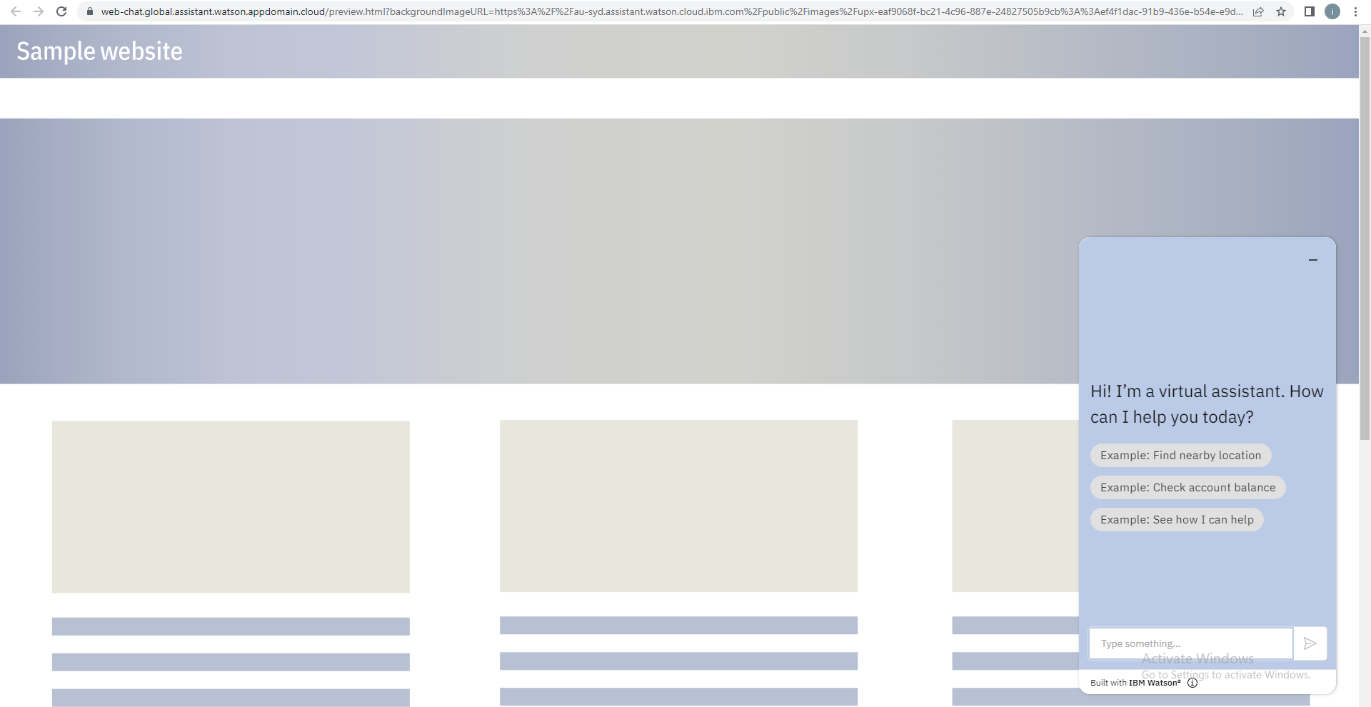 web-chat.global.assistant.watson.appdomain.cloud/preview.html?backgroundImageURL=https%3A%2F%2Fau-syd.assistant.watson.cloud.ibm.com%2Fpublic%2Fimages%2Fupx-eaf9068f-bc21-4c96-887e-24827505b9cb%3A%3Aef4f1dac-91b9-436e-b54e-e9d...
i
Sample website
Hi! I’m a virtual assistant. How
can I help you today?
Example: Find nearby location
Example: Check account balance
Example: See how I can help
Type something...
Activate Windows
Go to Settings to activate Windows.
Built with IBM Watson®